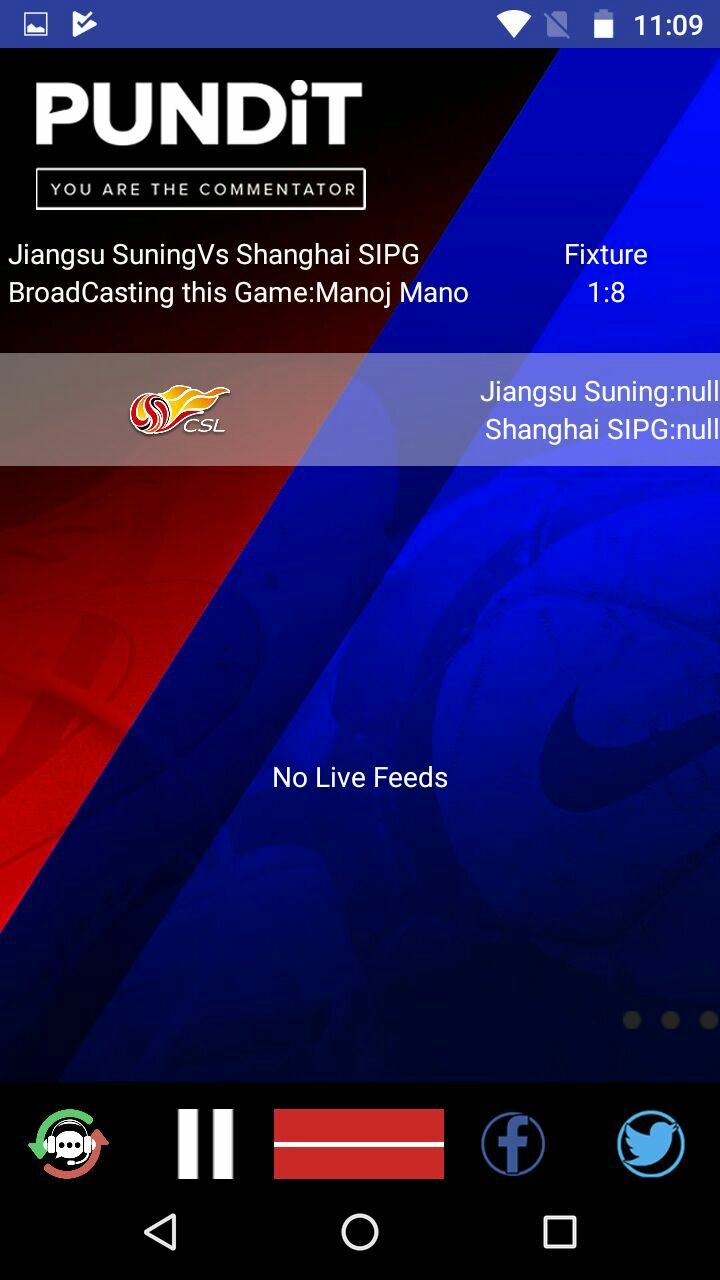 11:09
PUNDiT
YOU ARE THE COMMENTATOR
Jiangsu SuningVs Shanghai SIPG
Fixture
BroadCasting this Game:Manoj Mano
1:8
CSL
Jiangsu Suning:null
Shanghai SIPG:null
No Live Feeds